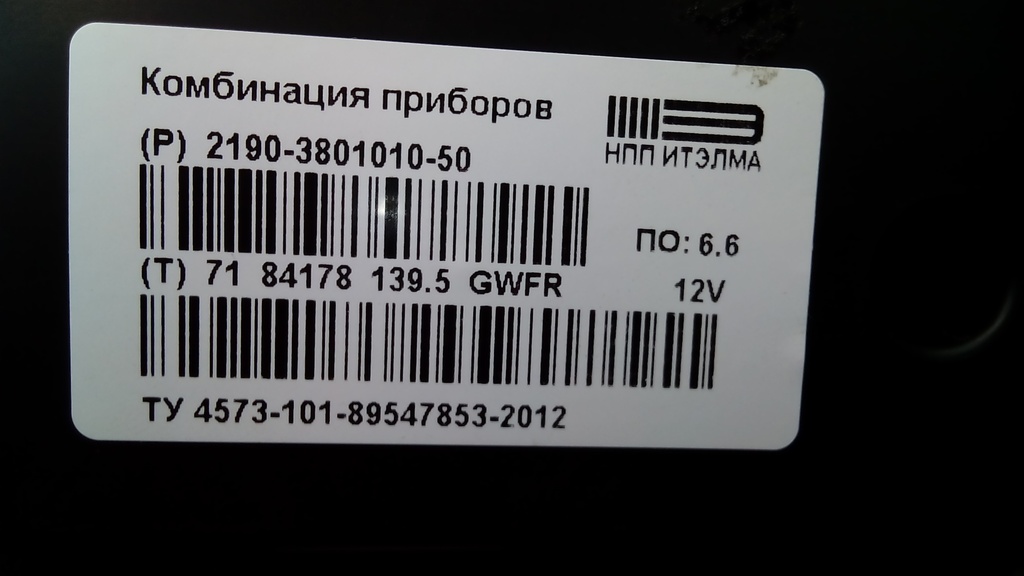 Комбинация приборов
НПП ИТЭЛМА
(P) 2190-3801010-50
ПО: 6.6
(T) 71 84178 139.5 GWFR
12V
ТУ 4573-101-89547853-2012